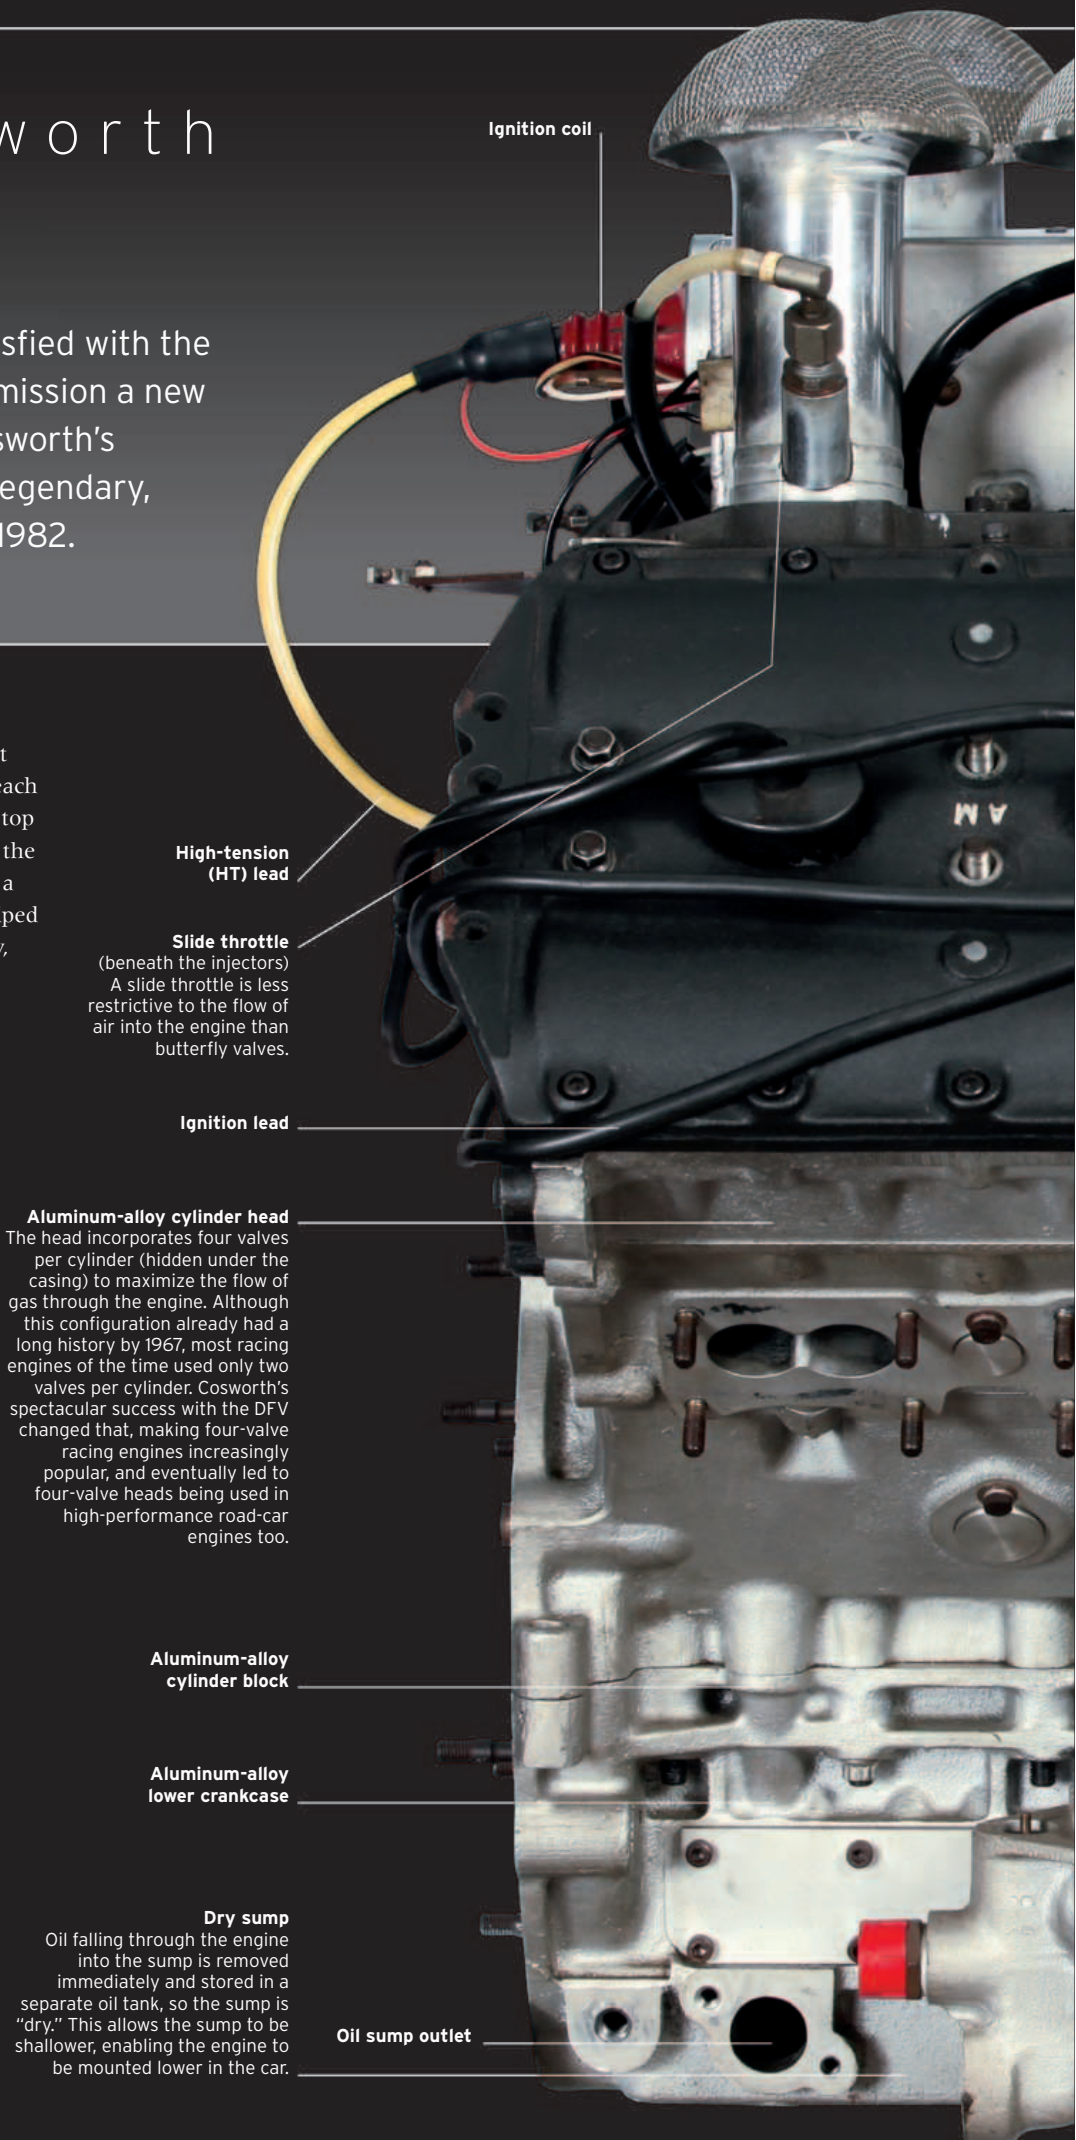 worth
Ignition coil
sfied with the
mission a new
sworth's
egendary,
1982.
t
each
top
the
a
ped
High-tension
(HT) lead
Slide throttle
(beneath the injectors)
A slide throttle is less
restrictive to the flow of
air into the engine than
butterfly valves.
A M
Ignition lead
Aluminum-alloy cylinder head
The head incorporates four valves
per cylinder (hidden under the
casing) to maximize the flow of
gas through the engine. Although
this configuration already had a
long history by 1967, most racing
engines of the time used only two
valves per cylinder. Cosworth's
spectacular success with the DFV
changed that, making four-valve
racing engines increasingly
popular, and eventually led to
four-valve heads being used in
high-performance road-car
engines too.
Aluminum-alloy
cylinder block
Aluminum-alloy
lower crankcase
Dry sump
Oil falling through the engine
into the sump is removed
immediately and stored in a
separate oil tank, so the sump is
“dry.” This allows the sump to be
shallower, enabling the engine to
be mounted lower in the car.
Oil sump outlet